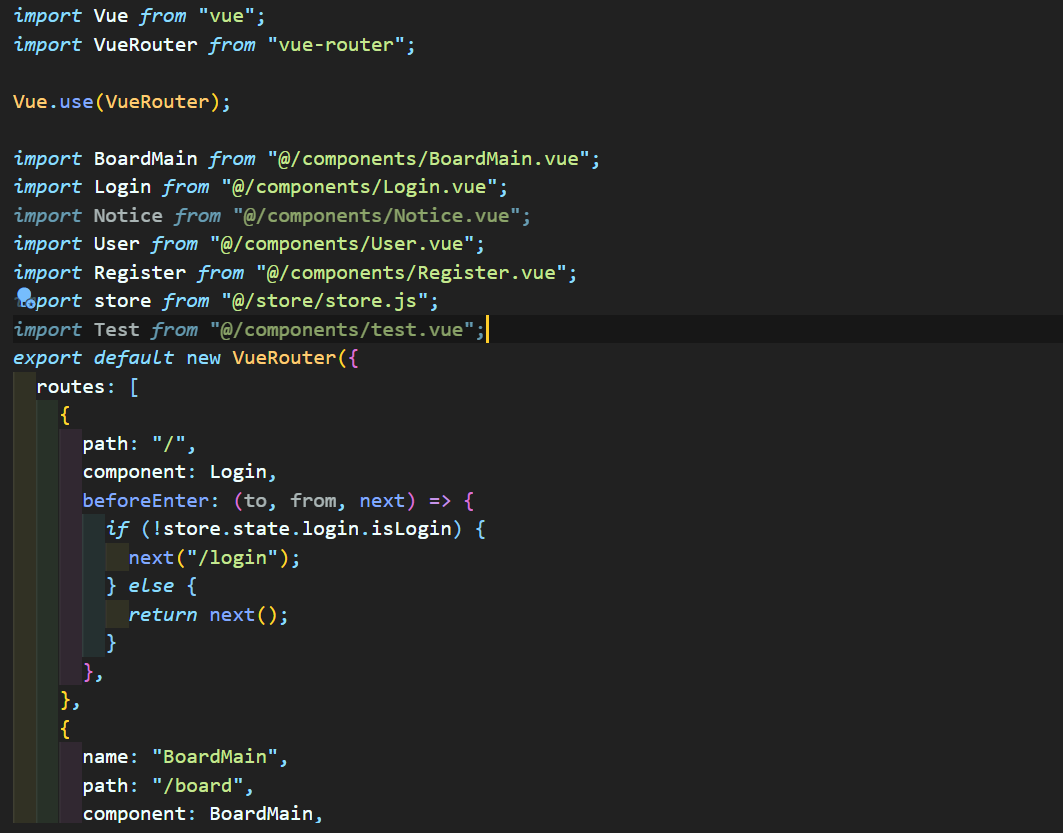 import Vue from "vue";
import VueRouter from "vue-router";
Vue.use(VueRouter);
import BoardMain from "@/components/BoardMain.vue";
import Login from "@/components/Login.vue";
import Notice from "@/components/Notice.vue";
import User from "@/components/User.vue";
import Register from "@/components/Register.vue";
import store from "@/store/store.js";
import Test from "@/components/test.vue";
export default new VueRouter({
routes: [
{
path: "/",
component: Login,
beforeEnter: (to, from, next) => {
if (!store.state.login.isLogin) {
next("/login");
} else {
return next();
}
},
},
{
name: "BoardMain",
path: "/board",
component: BoardMain,